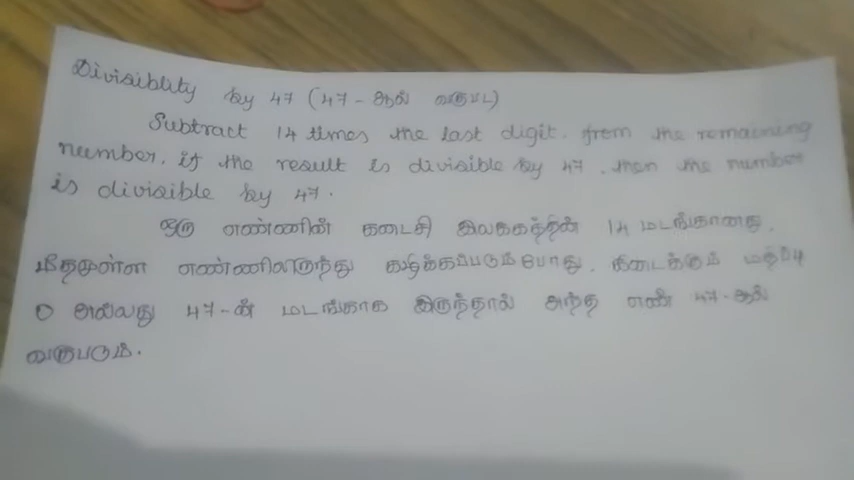 Divisiblity by 47 (47-ஆல் வகுபட)
Subtract 14 times the last digit. from the remaining
number. if the result is divisible by 47. then the number
is divisible by 47.
ஒரு எண்ணின் கடைசி இலக்கத்தின் 14 மடங்கானது,
மீதமுள்ள எண்ணிலிருந்து கழிக்கப்படும்போது. கிடைக்கும் மதிப்பு
0 அல்லது 47-ன் மடங்காக இருந்தால் அந்த எண் 47-ஆல்
வகுபடும்.